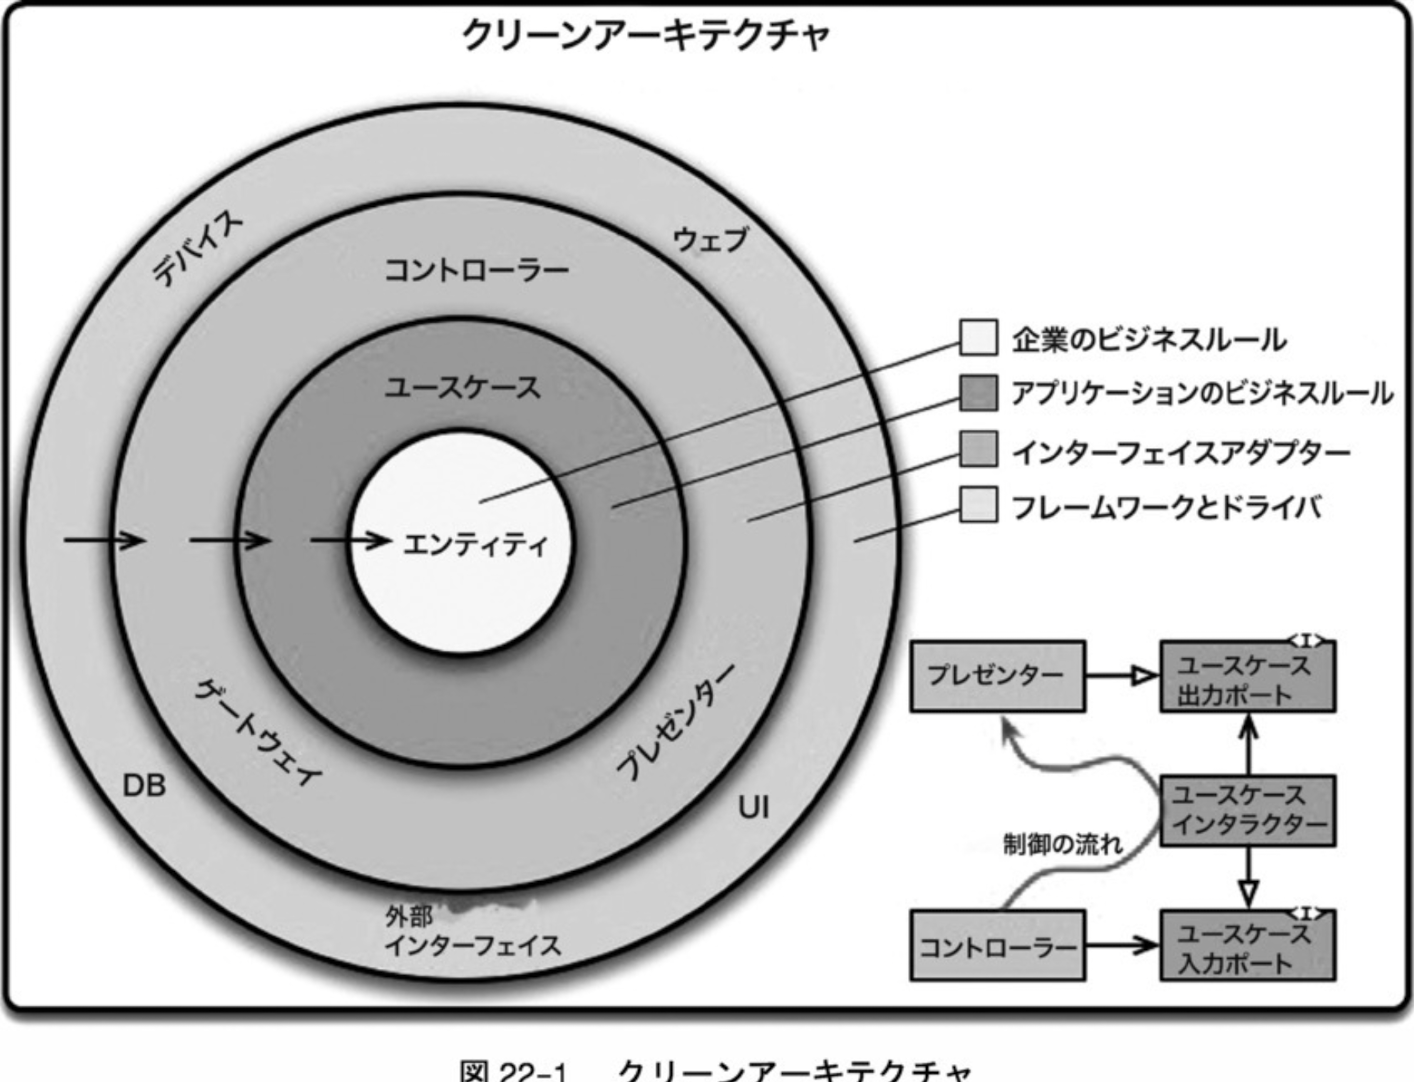 クリーンアーキテクチャ
デバイス
ウェブ
コントローラー
ユースケース
エンティティ
ゲートウェイ
プレゼンター
DB
UI
外部
インターフェイス
企業のビジネスルール
アプリケーションのビジネスルール
インターフェイスアダプター
フレームワークとドライバ
プレゼンター
<I>
ユースケース
出力ポート
ユースケース
インタラクター
制御の流れ
コントローラー
<I>
ユースケース
入力ポート
図 22-1 クリーンアーキテクチャ